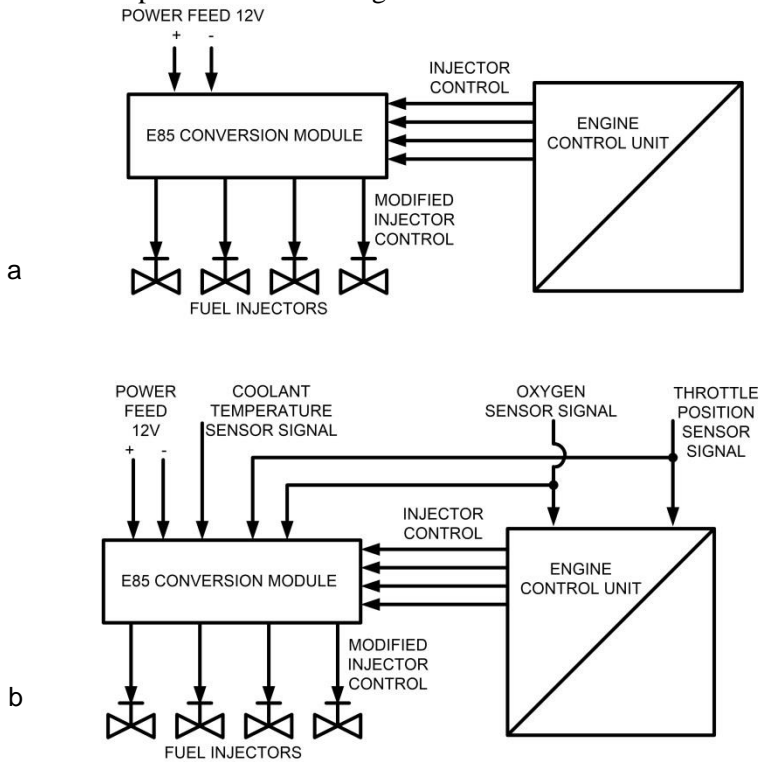 POWER FEED 12V
+ -
INJECTOR
CONTROL
E85 CONVERSION MODULE
ENGINE
CONTROL UNIT
MODIFIED
INJECTOR
CONTROL
a
FUEL INJECTORS
POWER
FEED
12V
+ -
COOLANT
TEMPERATURE
SENSOR SIGNAL
OXYGEN
SENSOR SIGNAL
THROTTLE
POSITION
SENSOR
SIGNAL
INJECTOR
CONTROL
E85 CONVERSION MODULE
ENGINE
CONTROL UNIT
MODIFIED
INJECTOR
CONTROL
b
FUEL INJECTORS